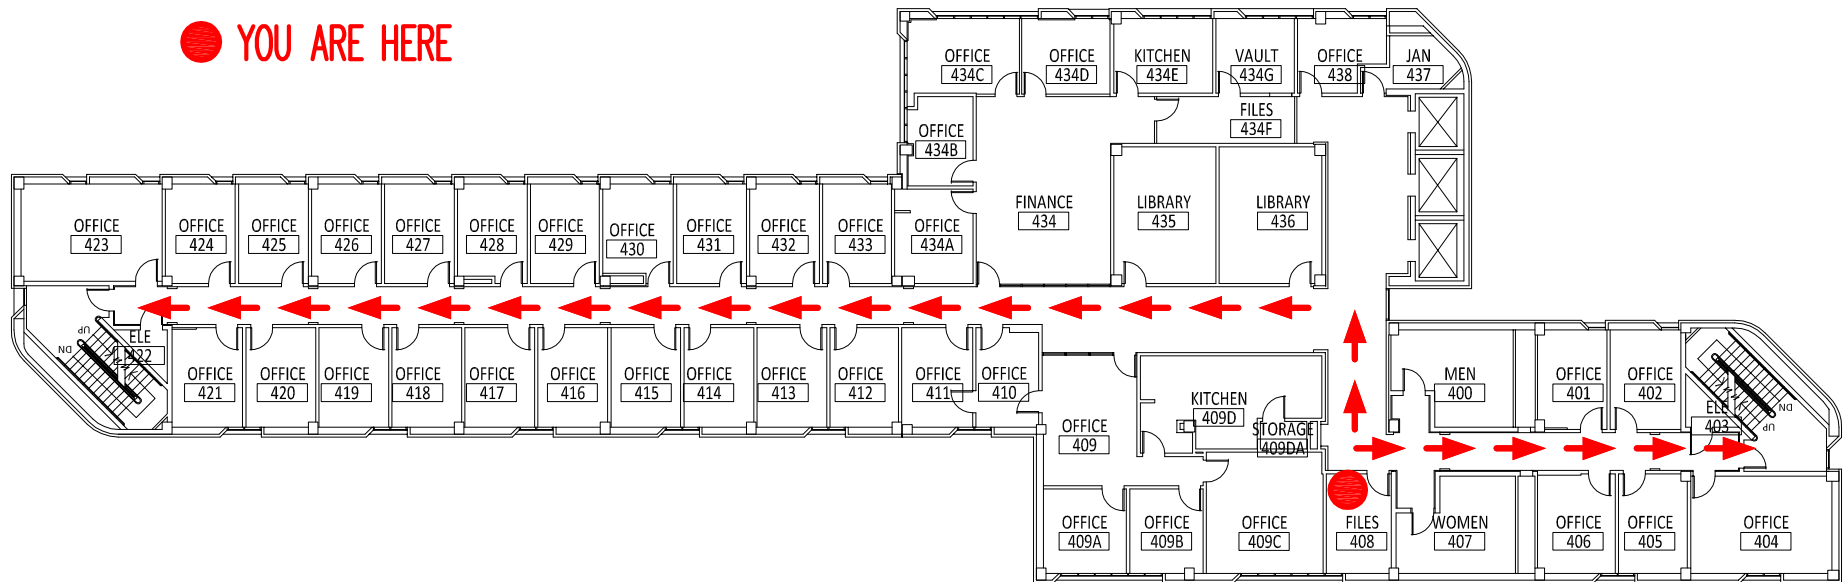 YOU ARE HERE
OFFICE
434C
OFFICE
434D
KITCHEN
434E
VAULT
434G
OFFICE
438
JAN
437
FILES
434F
OFFICE
434B
FINANCE
434
LIBRARY
435
LIBRARY
436
OFFICE
423
OFFICE
424
OFFICE
425
OFFICE
426
OFFICE
427
OFFICE
428
OFFICE
429
OFFICE
430
OFFICE
431
OFFICE
432
OFFICE
433
OFFICE
434A
UP
DN
ELE
422
OFFICE
421
OFFICE
420
OFFICE
419
OFFICE
418
OFFICE
417
OFFICE
416
OFFICE
415
OFFICE
414
OFFICE
413
OFFICE
412
OFFICE
411
OFFICE
410
OFFICE
409
KITCHEN
409D
STORAGE
409DA
MEN
400
OFFICE
401
OFFICE
402
ELE
403
DN
UP
OFFICE
409A
OFFICE
409B
OFFICE
409C
FILES
408
WOMEN
407
OFFICE
406
OFFICE
405
OFFICE
404